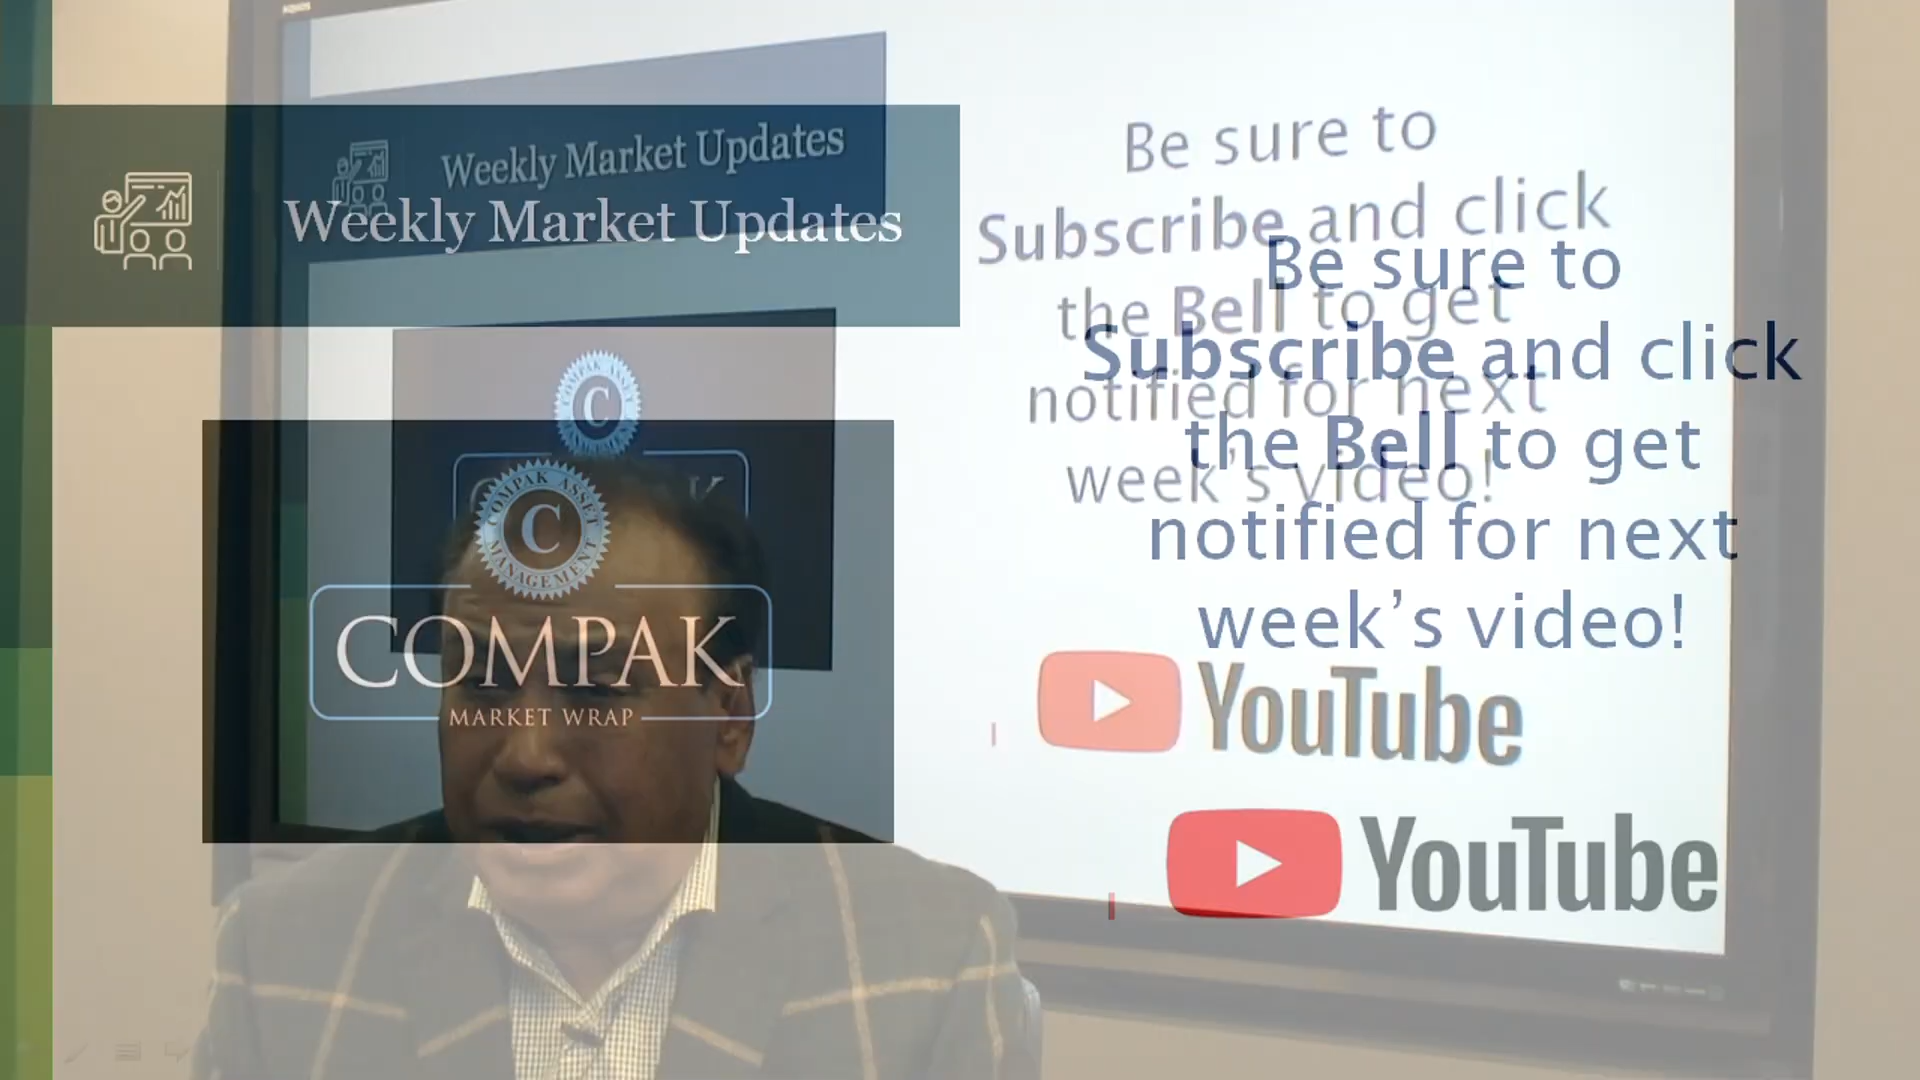 Weekly Market Updates
Weekly Market Updates
Be sure to
Subscribe and click
the Bell to get
notified for next
week's video!
Be sure to
Subscribe and click
the Bell to get
notified for next
week’s video!
C
COMPAK ASSET
MANAGEMENT
C
COMPAK
MARKET WRAP
YouTube
YouTube